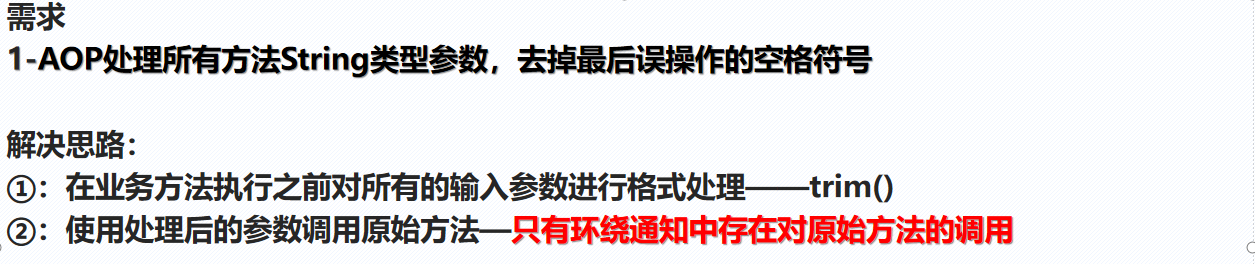 需求
1-AOP处理所有方法String类型参数，去掉最后误操作的空格符号
解决思路：
①：在业务方法执行之前对所有的输入参数进行格式处理——trim()
②：使用处理后的参数调用原始方法—只有环绕通知中存在对原始方法的调用